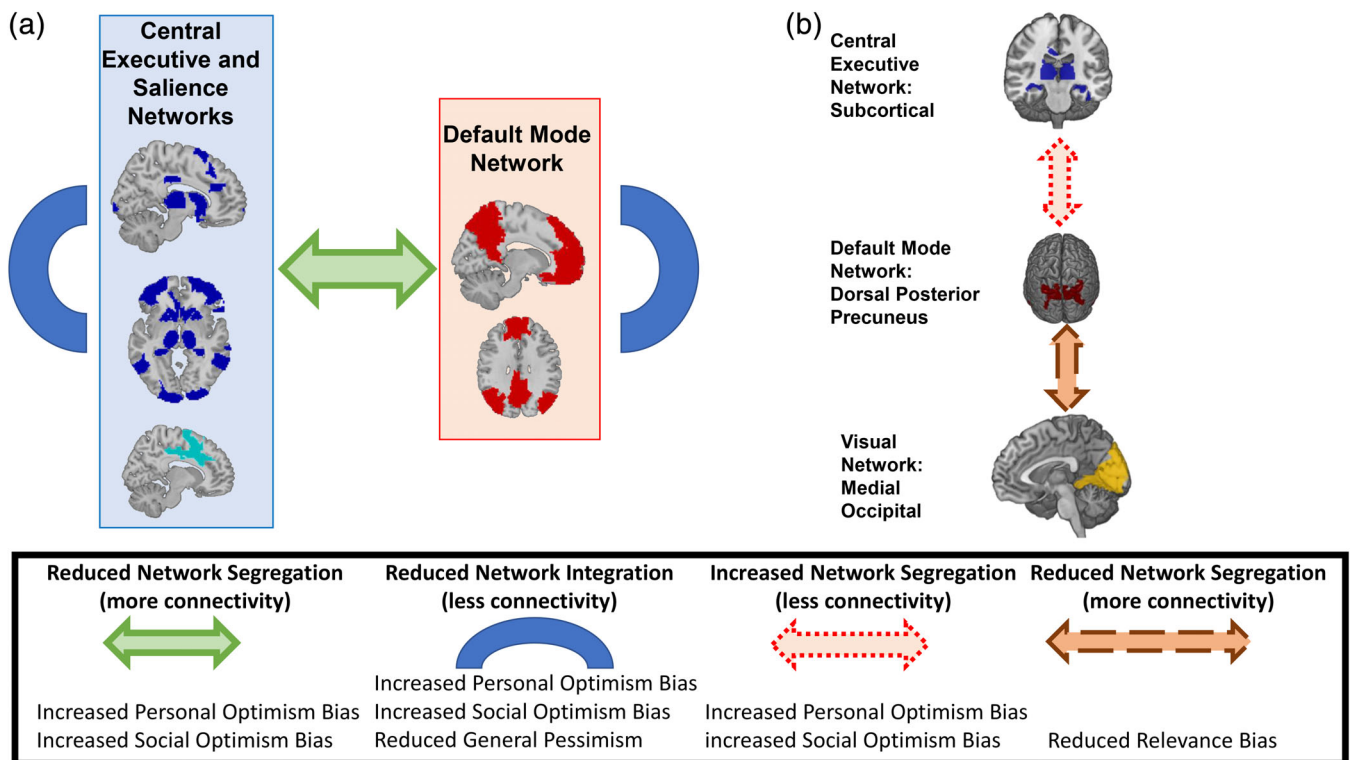 (a)
Central
Executive and
Salience
Networks
Default Mode
Network
(b)
Central
Executive
Network:
Subcortical
Default Mode
Network:
Dorsal Posterior
Precuneus
Visual
Network:
Medial
Occipital
Reduced Network Segregation
(more connectivity)
Increased Personal Optimism Bias
Increased Social Optimism Bias
Reduced Network Integration
(less connectivity)
Increased Personal Optimism Bias
Increased Social Optimism Bias
Reduced General Pessimism
Increased Network Segregation
(less connectivity)
Increased Personal Optimism Bias
increased Social Optimism Bias
Reduced Network Segregation
(more connectivity)
Reduced Relevance Bias